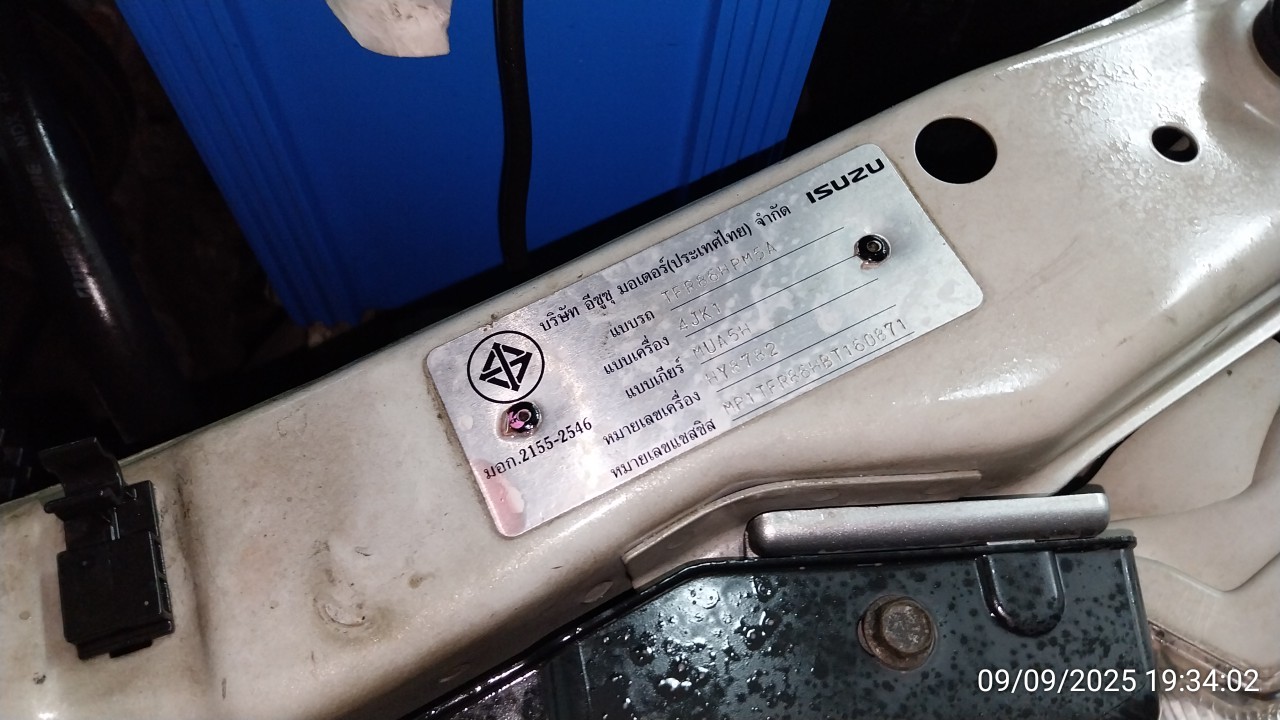 ISUZU
บริษัท อีซูซุ มอเตอร์(ประเทศไทย) จำกัด
แบบรถ TFR86HPM5A
แบบเครื่อง 4JK1
แบบเกียร์ MUA5H
หมายเลขเครื่อง
หมายเลขแชสซิส MP1TFR86HBT160871
มอก.2155-2546
09/09/2025 19:34:02